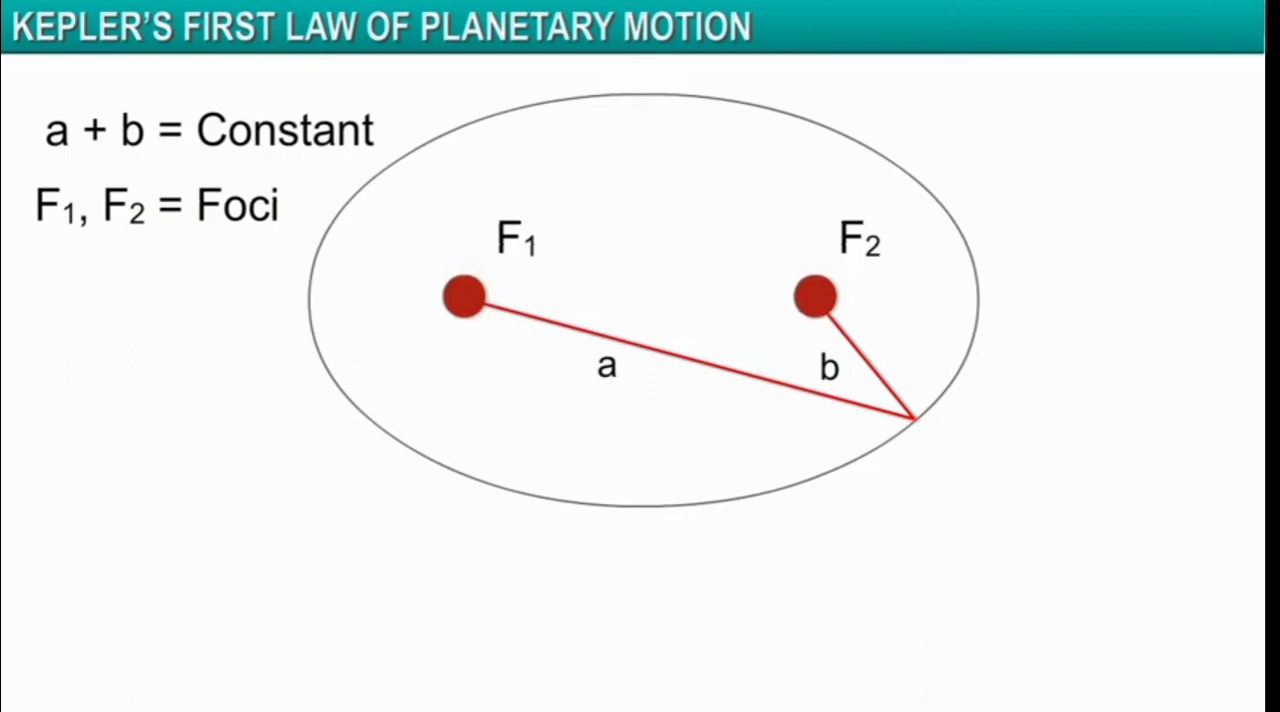 KEPLER’S FIRST LAW OF PLANETARY MOTION
a + b = Constant
F₁, F₂ = Foci
F₁
F₂
a
b